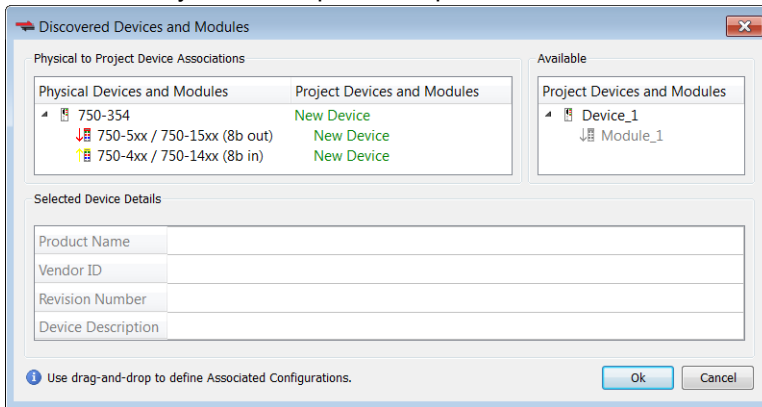 Discovered Devices and Modules
Physical to Project Device Associations
Available
Physical Devices and Modules Project Devices and Modules
Project Devices and Modules
750-354 New Device
750-5xx / 750-15xx (8b out) New Device
750-4xx / 750-14xx (8b in) New Device
Device_1
Module_1
Selected Device Details
Product Name
Vendor ID
Revision Number
Device Description
Use drag-and-drop to define Associated Configurations.
Ok
Cancel